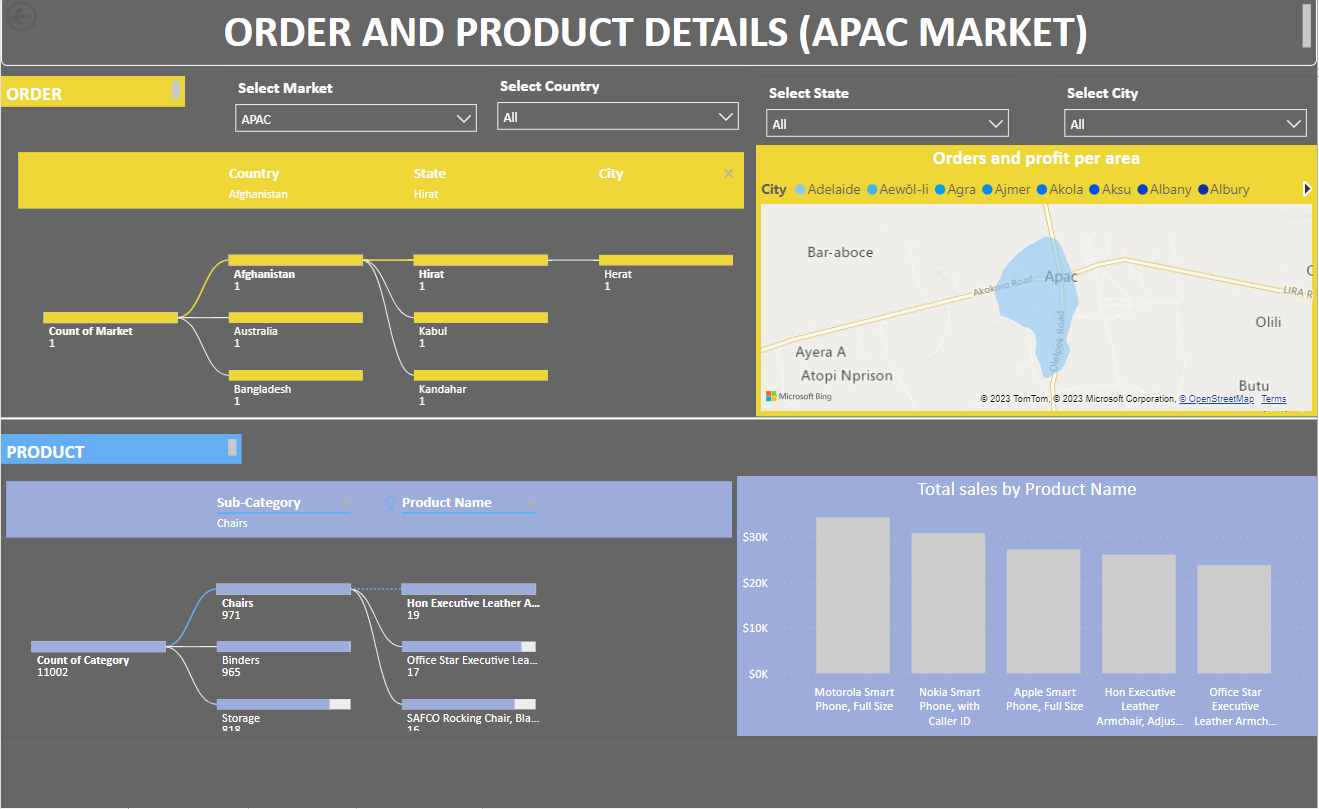 ORDER AND PRODUCT DETAILS (APAC MARKET)
ORDER
Select Market
APAC
Select Country
All
Select State
All
Select City
All
Country
Afghanistan
State
Hirat
City
Count of Market
1
Afghanistan
1
Australia
1
Bangladesh
1
Hirat
1
Kabul
1
Kandahar
1
Herat
1
Orders and profit per area
City Adelaide Aewŏl-li Agra Ajmer Akola Aksu Albany Albury
Bar-aboce
Apac
Akokoro Road
LIRA R
Olelpek Road
Olili
Ayera A
Atopi Nprison
Butu
Microsoft Bing
© 2023 TomTom, © 2023 Microsoft Corporation, © OpenStreetMap Terms
PRODUCT
Sub-Category
Chairs
Product Name
Count of Category
11002
Chairs
971
Binders
965
Storage
818
Hon Executive Leather A...
19
Office Star Executive Lea...
17
SAFCO Rocking Chair, Bla...
16
Total sales by Product Name
$30K
$20K
$10K
$0K
Motorola Smart
Phone, Full Size
Nokia Smart
Phone, with
Caller ID
Apple Smart
Phone, Full Size
Hon Executive
Leather
Armchair, Adjus...
Office Star
Executive
Leather Armch...